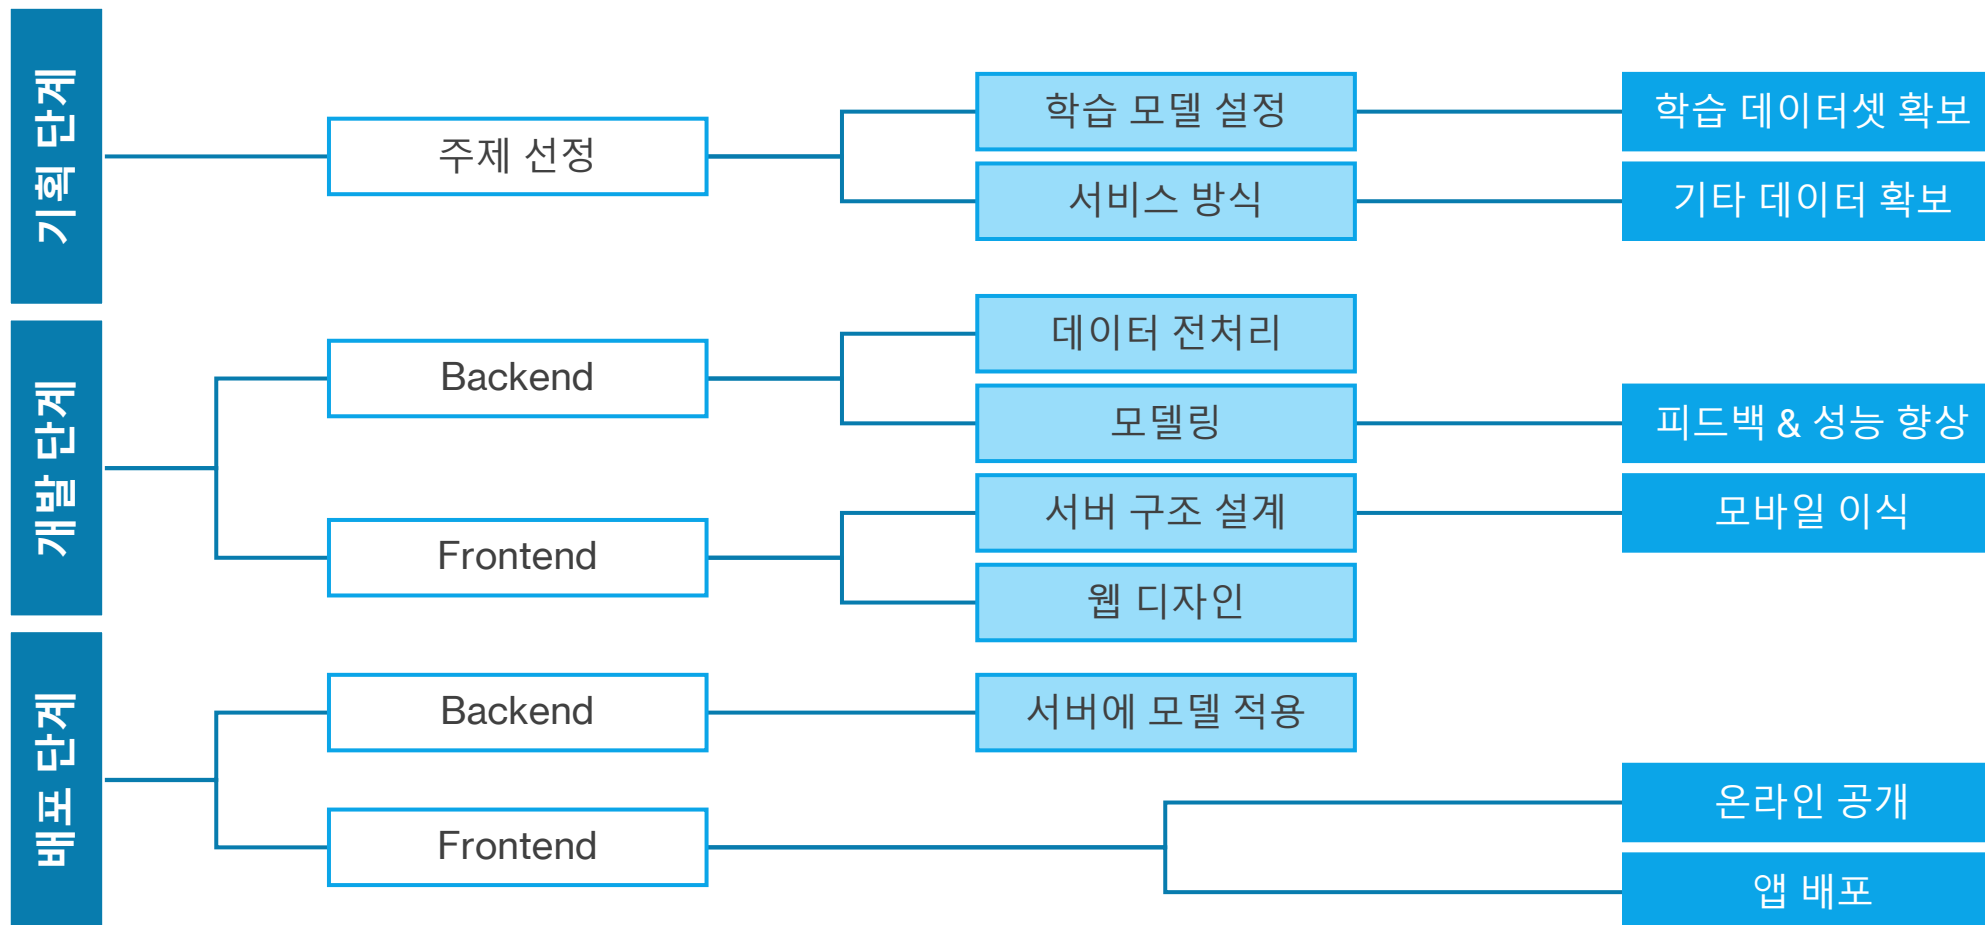 기획 단계
주제 선정
학습 모델 설정
학습 데이터셋 확보
서비스 방식
기타 데이터 확보
개발 단계
Backend
데이터 전처리
모델링
피드백 & 성능 향상
Frontend
서버 구조 설계
모바일 이식
웹 디자인
배포 단계
Backend
서버에 모델 적용
Frontend
온라인 공개
앱 배포